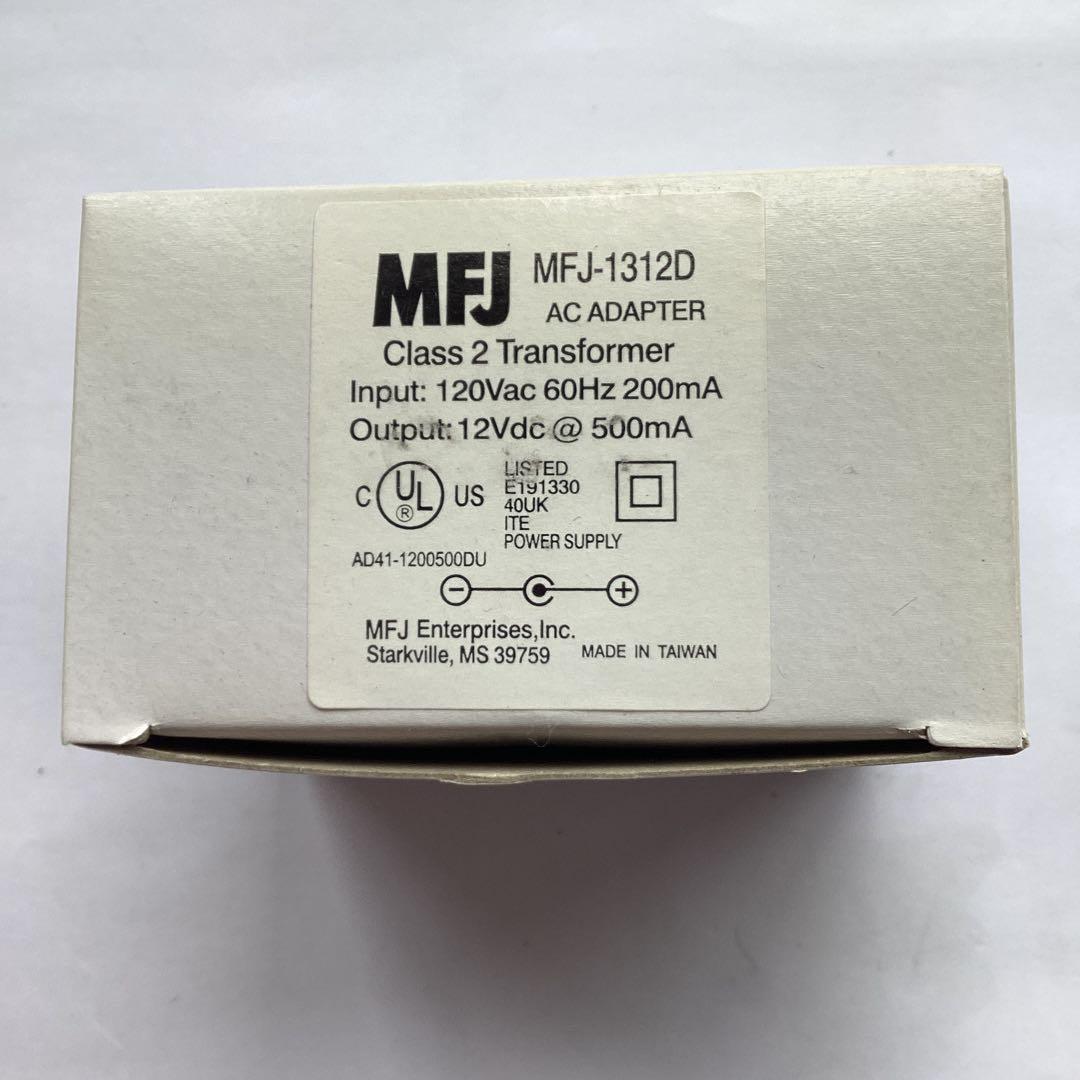 MFJ MFJ-1312D
AC ADAPTER
Class 2 Transformer
Input: 120Vac 60Hz 200mA
Output: 12Vdc @ 500mA
C UL ® US
LISTED
E191330
40UK
ITE
POWER SUPPLY
AD41-1200500DU
MFJ Enterprises,Inc.
Starkville, MS 39759 MADE IN TAIWAN